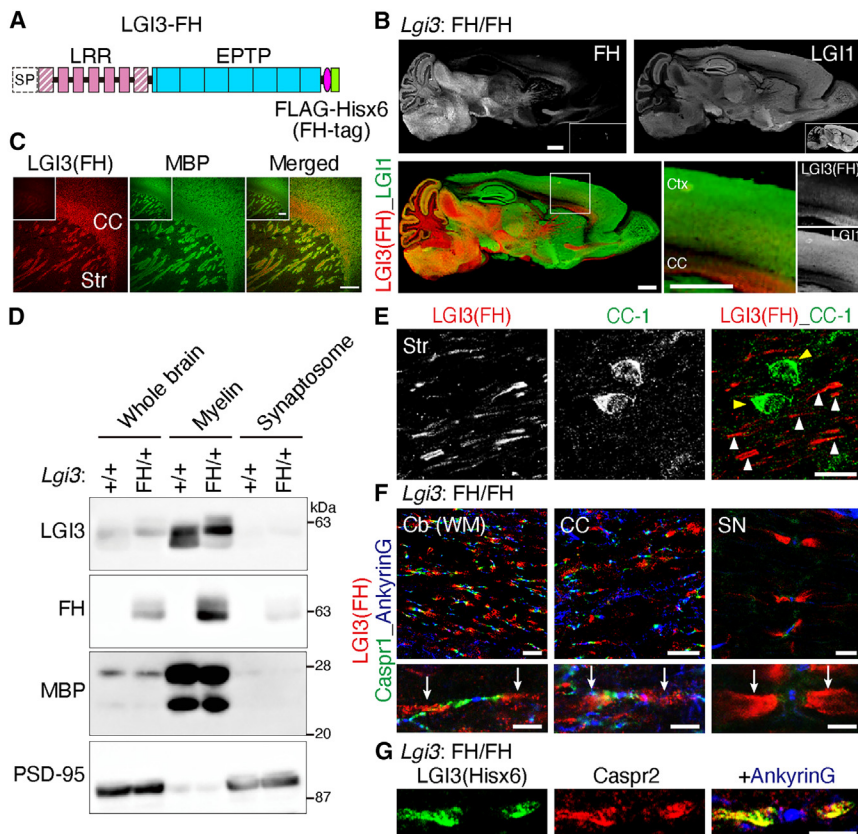 A
LGI3-FH
LRR
EPTP
SP
FLAG-Hisx6
(FH-tag)
B
Lgi3: FH/FH
FH
LGI1
LGI3(FH)_LGI1
Ctx
CC
LGI3(FH)
LGI1
C
LGI3(FH)
MBP
Merged
CC
Str
D
Whole brain
Myelin
Synaptosome
Lgi3:
+/+
FH/+
+/+
FH/+
+/+
FH/+
kDa
LGI3
63
FH
63
MBP
28
20
PSD-95
87
E
LGI3(FH)
CC-1
LGI3(FH)_CC-1
Str
F
Lgi3: FH/FH
LGI3(FH)
Caspr1_AnkyrinG
Cb (WM)
CC
SN
G
Lgi3: FH/FH
LGI3(Hisx6)
Caspr2
+AnkyrinG